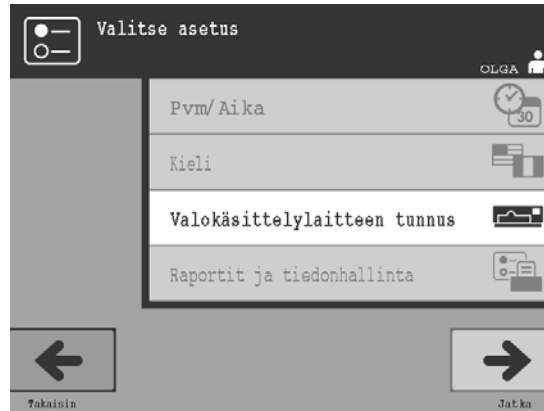 Valitse asetus
OLGA
Pvm/Aika
30
Kieli
Valokäsittelylaitteen tunnus
Raportit ja tiedonhallinta
Takaisin
Jatka